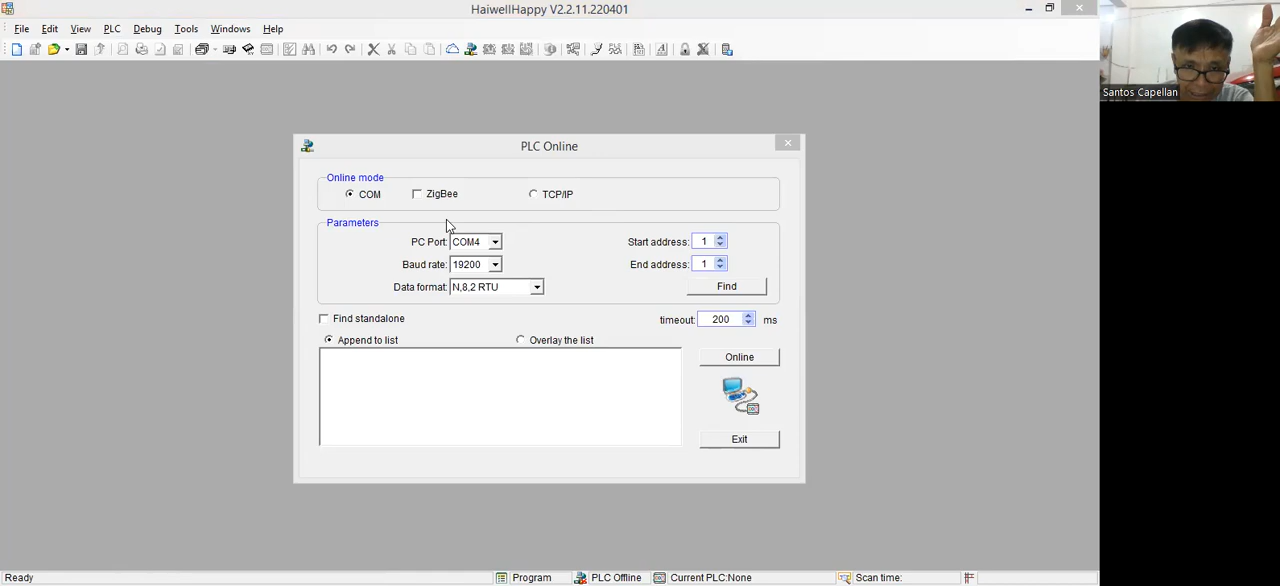 HaiwellHappy V2.2.11.220401
File Edit View PLC Debug Tools Windows Help
Santos Capellan
PLC Online
Online mode
COM ZigBee TCP/IP
Parameters
PC Port: COM4 Start address: 1
Baud rate: 19200 End address: 1
Data format: N,8,2 RTU Find
Find standalone timeout: 200 ms
Append to list Overlay the list
Online
Exit
Ready Program PLC Offline Current PLC:None Scan time: